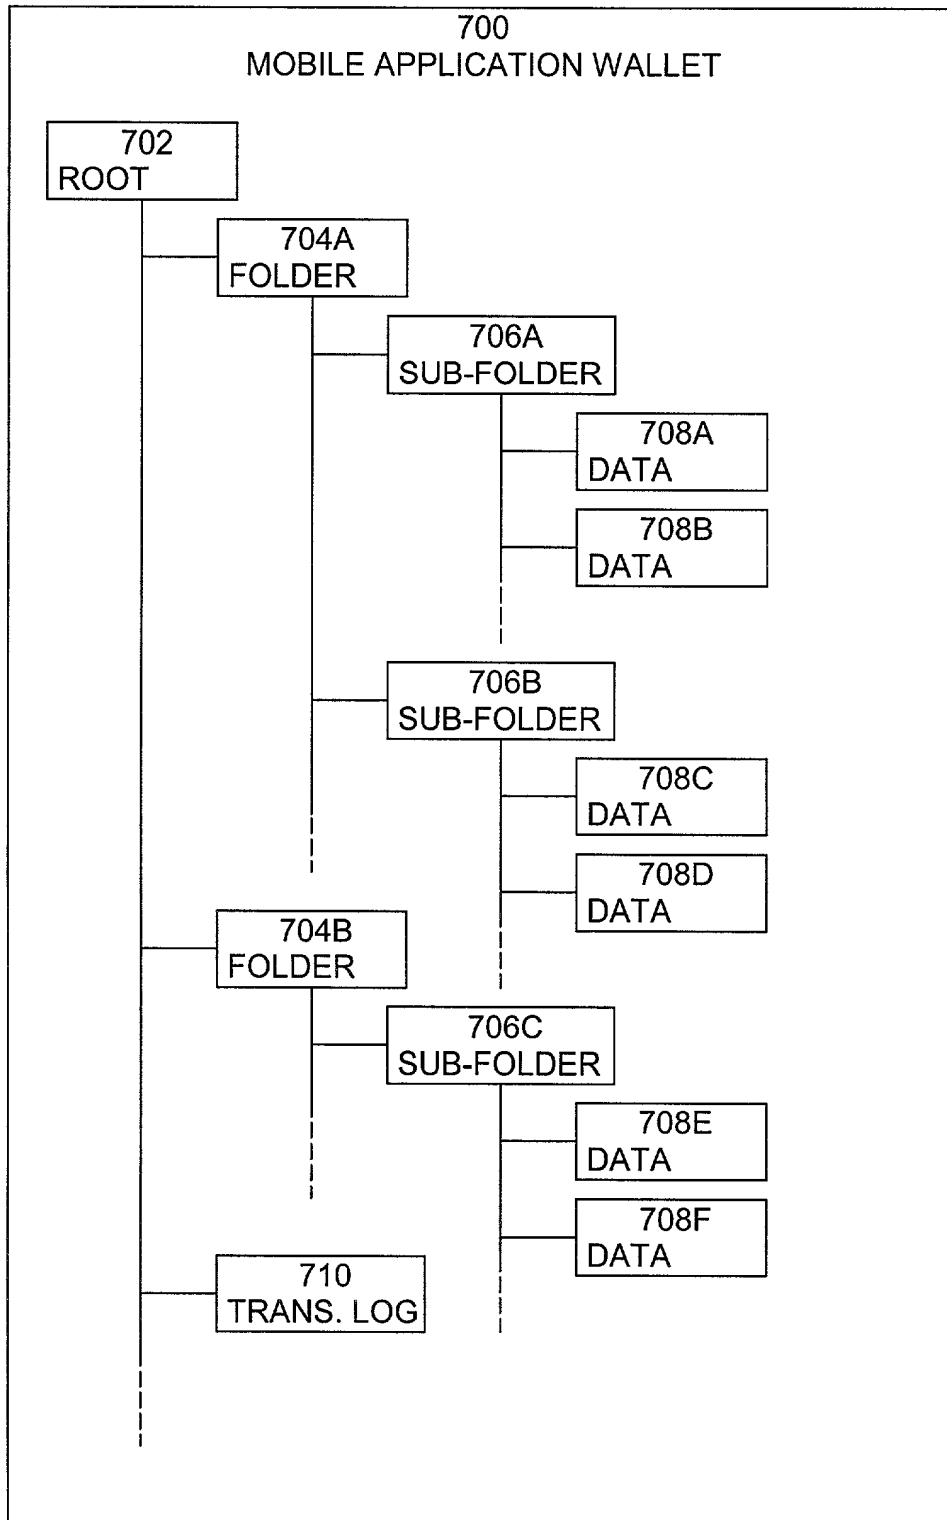 700
MOBILE APPLICATION WALLET
702
ROOT
704A
FOLDER
706A
SUB-FOLDER
708A
DATA
708B
DATA
706B
SUB-FOLDER
708C
DATA
708D
DATA
704B
FOLDER
706C
SUB-FOLDER
708E
DATA
708F
DATA
710
TRANS. LOG